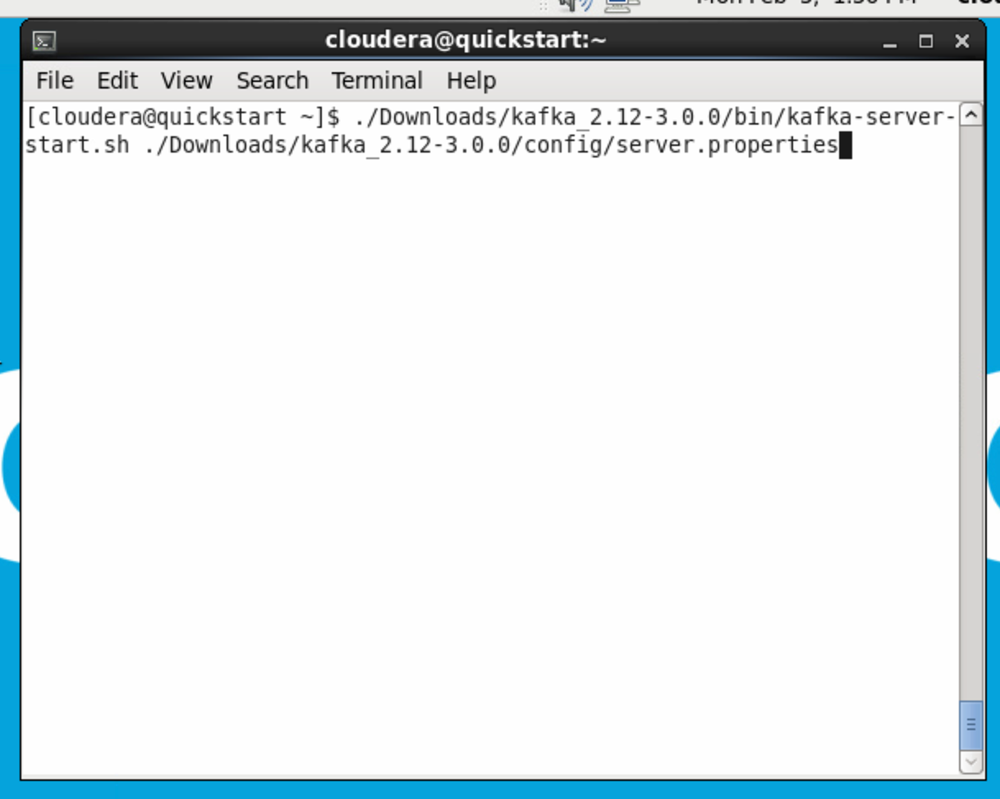 cloudera@quickstart:~
File Edit View Search Terminal Help
[cloudera@quickstart ~]$ ./Downloads/kafka_2.12-3.0.0/bin/kafka-server-
start.sh ./Downloads/kafka_2.12-3.0.0/config/server.properties